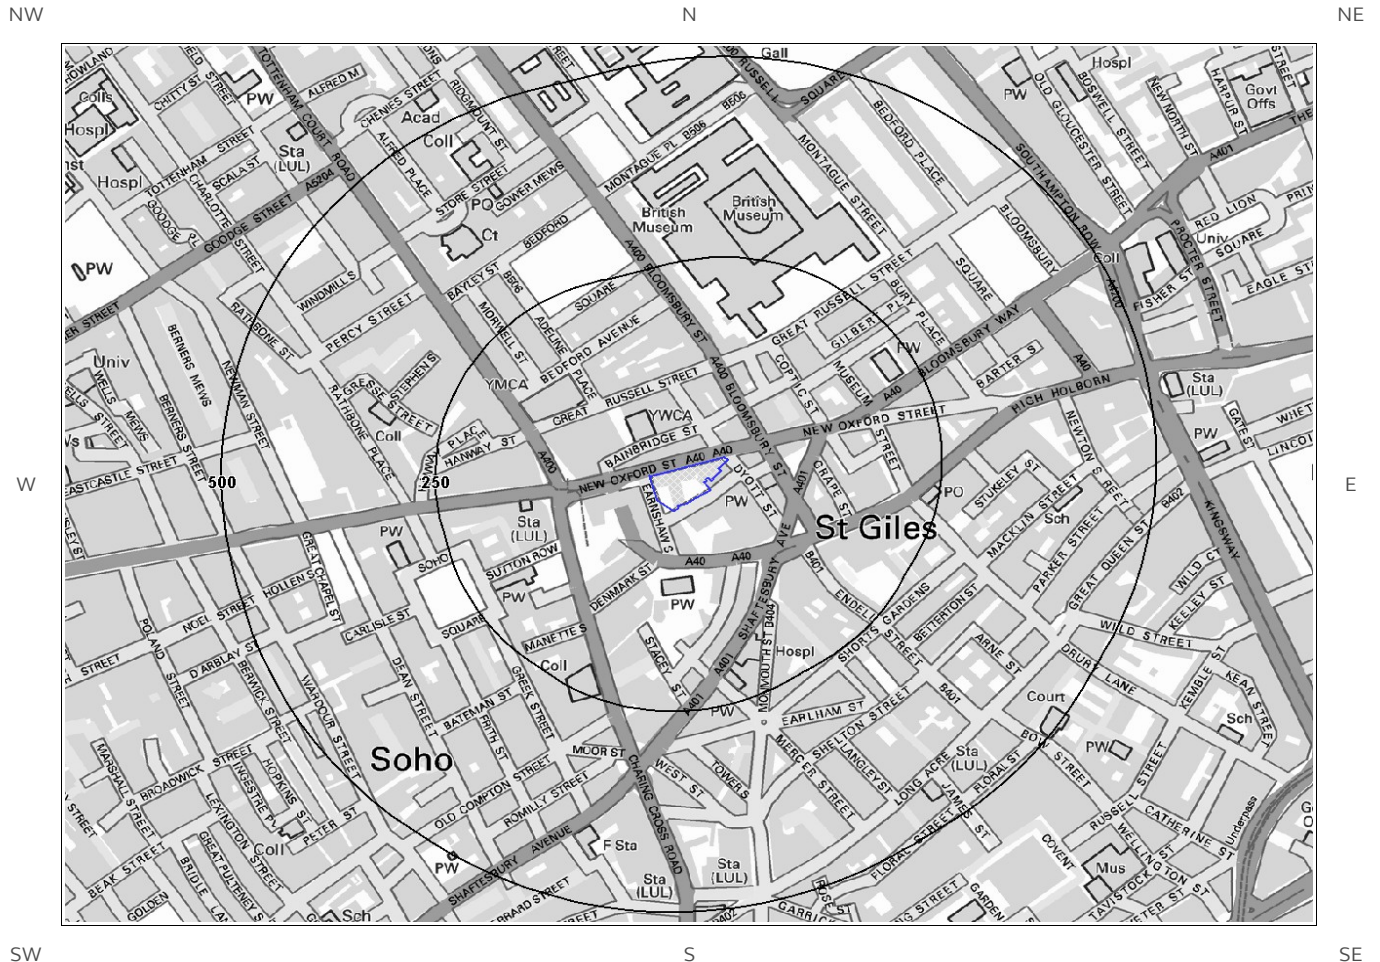 NW
N
NE
W
E
SW
S
SE
Gall
Hospl
ALFRED M
CHITTY ST
PW
Colls
Hospl
Acad
CHENIES STREET
RIDGMOUNT ST
Coll
TOTTENHAM COURT ROAD
Sta
(LUL)
TOTTENHAM STREET
SCALA ST
A5204
ALFRED PLACE
STORE STREET
GOWER MEWS
Hospl
CHARLOTTE STREET
GOODGE STREET
PO
Ct
MONTAGUE PL B506
B506
RUSSELL SQUARE
BEDFORD PLACE
MONTAGUE STREET
British
Museum
British
Museum
PW
OLD GLOUCESTER STREET
BOSWELL STREET
NEW NORTH ST
HARPUR ST
Govt
Offs
A401
SOUTHAMPTON ROW
RED LION
SQUARE
Univ
PROCTER STREET
FISHER ST
EAGLE ST
Coll
A4200
BLOOMSBURY
SQUARE
BEDFORD
SQUARE
BEDFORD AVENUE
BAYLEY ST
B506
ADELINE PLACE
MORWELL ST
WINDMILL S
PERCY STREET
RATHBONE ST
PW
BERNERS MEWS
NEWMAN STREET
BERNERS STREET
Univ
WELLS MEWS
GRESSE STREET
STEPHEN S
RATHBONE PLACE
Coll
YMCA
GREAT RUSSELL STREET
YWCA
BAINBRIDGE ST
A400 BLOOMSBURY ST
A400 BLOOMSBURY ST
GREAT RUSSELL STREET
GILBERT PL
BURY PLACE
MUSEUM
COPTIC ST
PW
BLOOMSBURY WAY
A40
BARTER S
A40
HIGH HOLBORN
Sta
(LUL)
PW
GATE ST
NEW OXFORD STREET
NEW OXFORD ST A40 A40
HANWAY ST
HANWAY PLACE
EASTCASTLE STREET
500
250
A400
EARNSHAW S
DYOTT ST
PW
GRAPE ST
A401
PO
St Giles
STUKELEY ST
MACKLIN STREET
Sch
NEWTON STREET
PARKER STREET
GREAT QUEEN ST
B402
KINGSWAY
WILD CT
KEELEY ST
Sta
(LUL)
PW
SOHO
SQUARE
SUTTON ROW
PW
DENMARK ST
A40
A40
PW
B401
ENDELL STREET
SHORTS GARDENS
BETTERTON ST
ARNE ST
WILD STREET
DRURY LANE
KEMBLE ST
KEAN STREET
Sch
GREAT CHAPEL ST
HOLLEN S
NOEL STREET
CARLISLE ST
MANETTE S
Coll
STACEY ST
SHAFTESBURY AVE
A401
A401
MONMOUTH ST B404
Hospl
PW
POLAND STREET
D'ARBLAY ST
BERWICK STREET
WARDOUR STREET
DEAN STREET
BATEMAN ST
FRITH ST
GREEK STREET
MOOR ST
EARLHAM ST
MERCER STREET
SHELTON STREET
LANGLEY ST
B401
Court
BOW STREET
PW
Soho
MARSHALL STREET
BROADWICK STREET
INGESTRE P
HOPKINS ST
LEXINGTON STREET
PETER ST
OLD COMPTON STREET
ROMILLY STREET
CHARING CROSS ROAD
WEST ST
TOWER S
Sta
(LUL)
LONG ACRE
FLORAL ST
JAMES ST
RUSSELL STREET
CATHERINE ST
WELLINGTON ST
Underpass
Coll
GREAT PULTENEY S
BEAK STREET
BRIDLE LA
GOLDEN
PW
SHAFTESBURY AVENUE
F Sta
Sta
(LUL)
Sta
(LUL)
FLORAL STREET
COVENT
GARDEN
Mus
TAVISTOCK ST
Sch
B402
ROSE ST